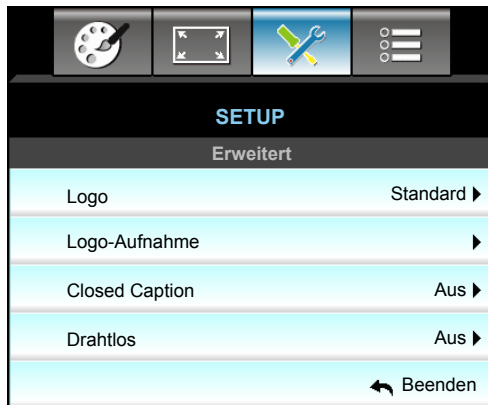 SETUP
Erweitert
Logo Standard
Logo-Aufnahme
Closed Caption Aus
Drahtlos Aus
Beenden